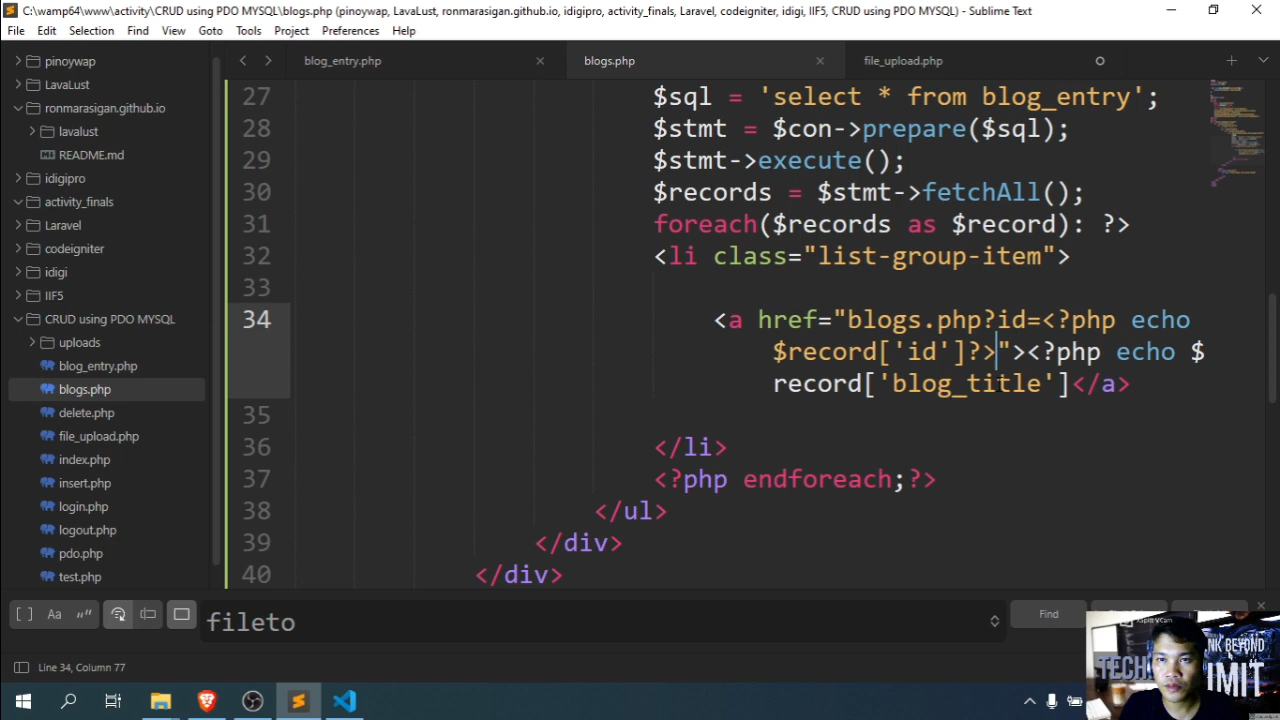 C:\wamp64\www\activity\CRUD using PDO MYSQL\blogs.php (pinoywap, LavaLust, ronmarasigan.github.io, idigipro, activity_finals, Laravel, codeigniter, idigi, IIF5, CRUD using PDO MYSQL) - Sublime Text
File Edit Selection Find View Goto Tools Project Preferences Help
pinoywap
LavaLust
ronmarasigan.github.io
lavalust
README.md
idigipro
activity_finals
Laravel
codeigniter
idigi
IIF5
CRUD using PDO MYSQL
uploads
blog_entry.php
blogs.php
delete.php
file_upload.php
index.php
insert.php
login.php
logout.php
pdo.php
test.php
blog_entry.php blogs.php file_upload.php
27 $sql = 'select * from blog_entry';
28 $stmt = $con->prepare($sql);
29 $stmt->execute();
30 $records = $stmt->fetchAll();
31 foreach($records as $record): ?>
32 <li class="list-group-item">
33
34 <a href="blogs.php?id=<?php echo
$record['id']?>"><?php echo $
record['blog_title']</a>
35
36 </li>
37 <?php endforeach;?>
38 </ul>
39 </div>
40 </div>
Aa
fileto
Find
Line 34, Column 77
XSplit VCam
TECH
NK BEYOND
IMIT